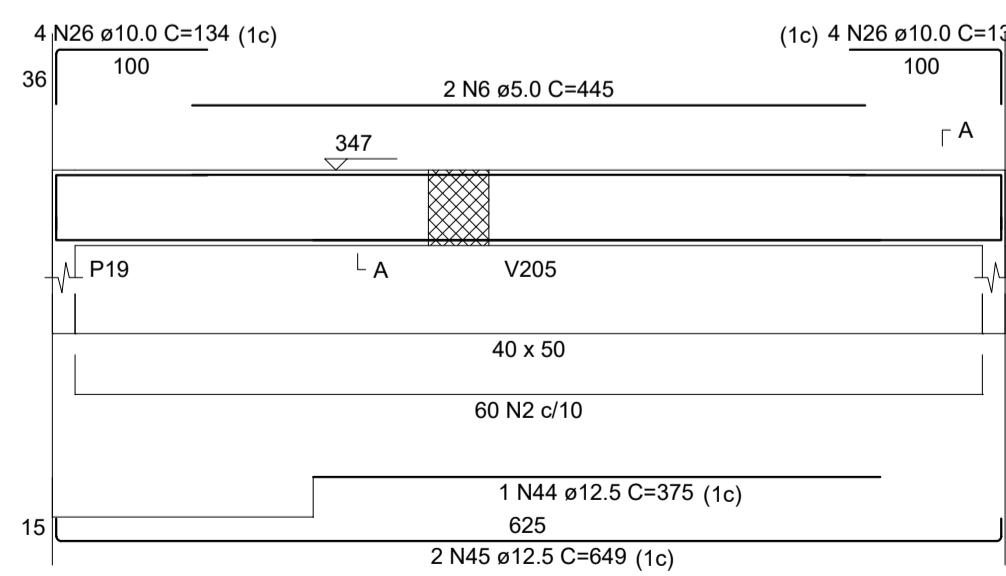 4 N26 ø10.0 C=134 (1c)
(1c) 4 N26 ø10.0 C=13
36
100
100
2 N6 ø5.0 C=445
A
347
P19
A
V205
40 x 50
60 N2 c/10
1 N44 ø12.5 C=375 (1c)
15
625
2 N45 ø12.5 C=649 (1c)